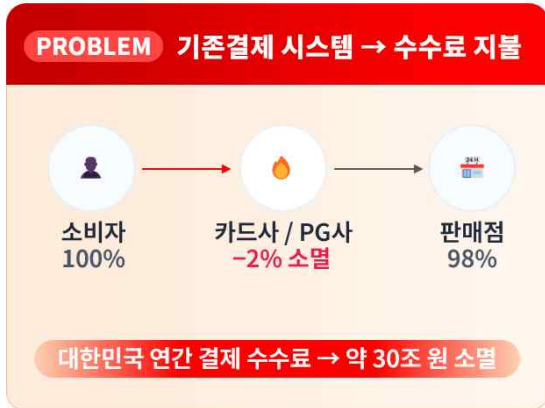 PROBLEM 기존결제 시스템 → 수수료 지불
24H
소비자
100%
카드사 / PG사
−2% 소멸
판매점
98%
대한민국 연간 결제 수수료 → 약 30조 원 소멸